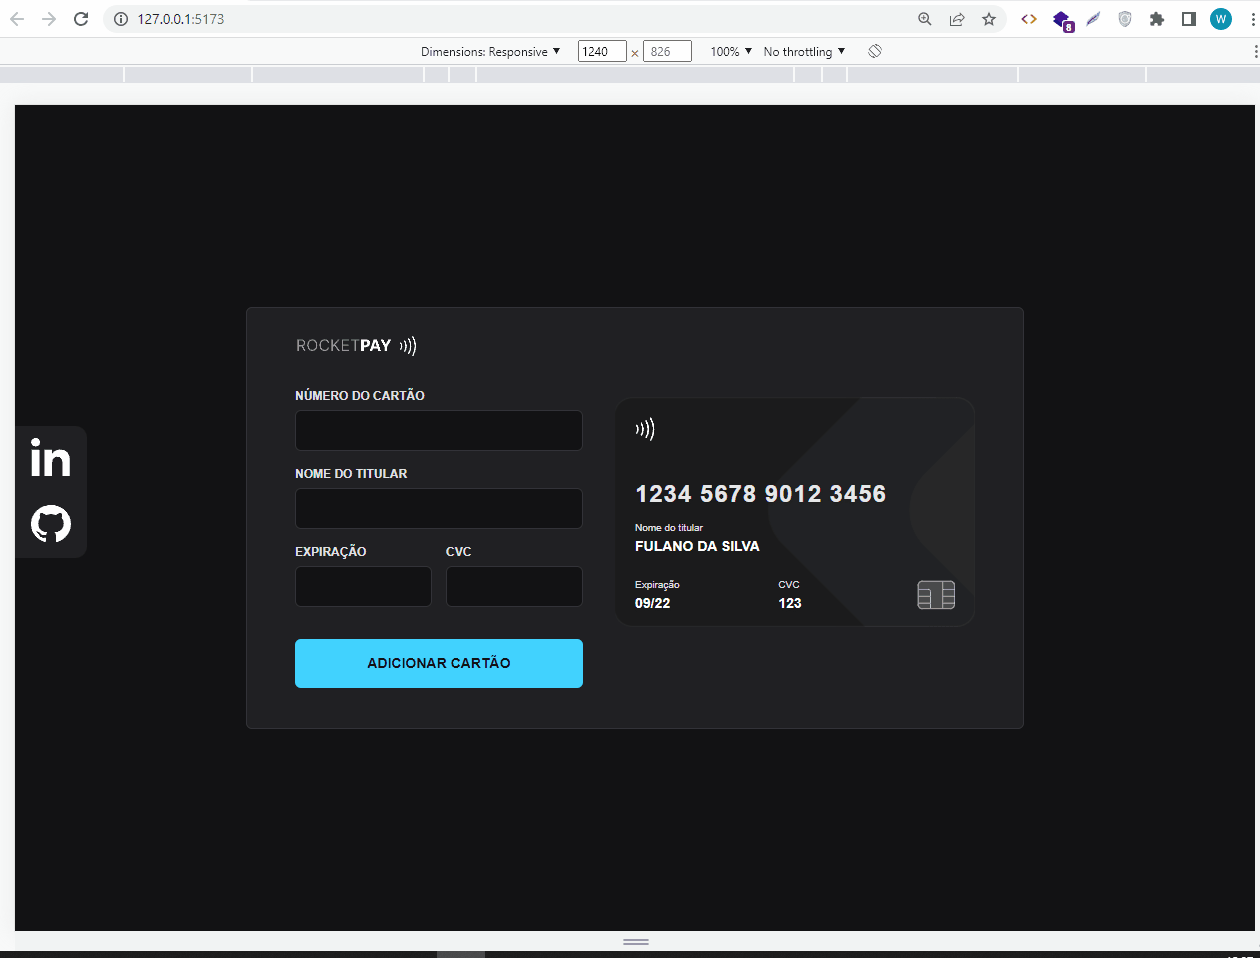 127.0.0.1:5173
8
W
Dimensions: Responsive ▼ 1240 × 826 100% ▼ No throttling ▼
ROCKETPAY
NÚMERO DO CARTÃO
NOME DO TITULAR
EXPIRAÇÃO CVC
ADICIONAR CARTÃO
in
1234 5678 9012 3456
Nome do titular
FULANO DA SILVA
Expiração CVC
09/22 123